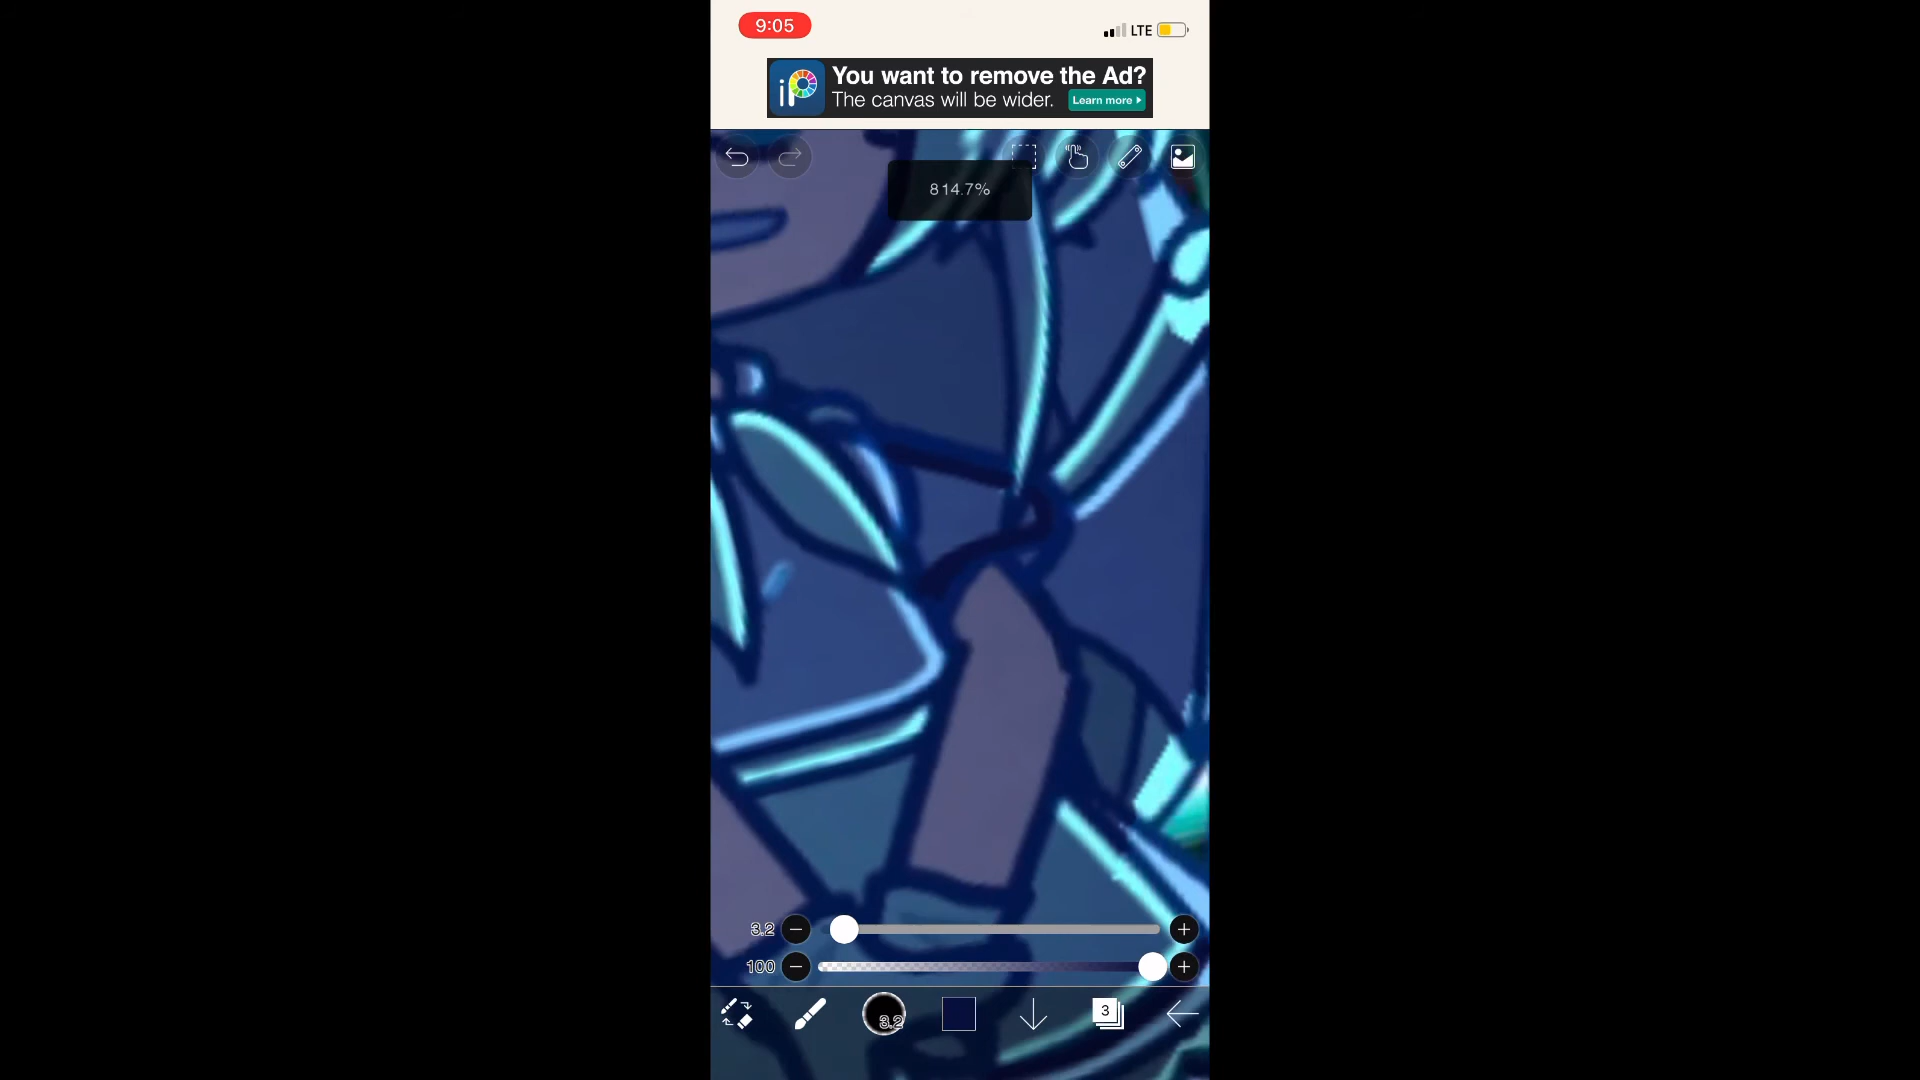 9:05
LTE
iP
You want to remove the Ad?
The canvas will be wider.
Learn more
814.7%
3.2
100
3.2
3